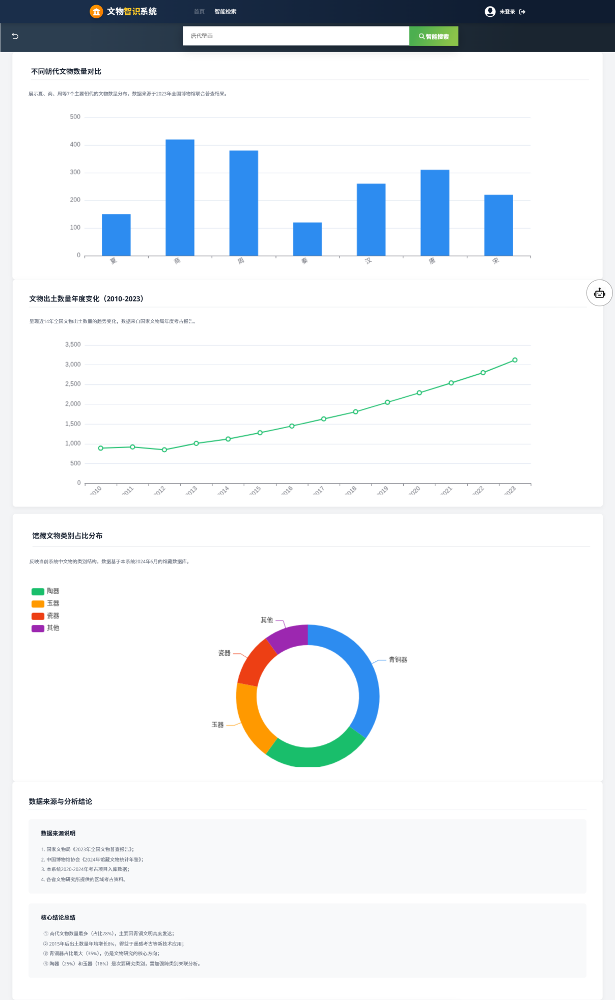 文物智识系统
首页 智能检索
未登录
唐代壁画
智能搜索
不同朝代文物数量对比
展示夏、商、周等7个主要朝代的文物数量分布，数据来源于2023年全国博物馆联合普查结果。
500
400
300
200
100
0
夏 商 周 秦 汉 唐 宋
文物出土数量年度变化（2010-2023）
呈现近14年全国文物出土数量的趋势变化，数据来自国家文物局年度考古报告。
3,500
3,000
2,500
2,000
1,500
1,000
500
0
2010 2011 2012 2013 2014 2015 2016 2017 2018 2019 2020 2021 2022 2023
馆藏文物类别占比分布
反映当前系统中文物的类别结构，数据基于本系统2024年6月的馆藏数据库。
陶器
玉器
瓷器
其他
其他
瓷器
青铜器
玉器
数据来源与分析结论
数据来源说明
1. 国家文物局《2023年全国文物普查报告》；
2. 中国博物馆协会《2024年馆藏文物统计年鉴》；
3. 本系统2020-2024年考古项目入库数据；
4. 各省文物研究所提供的区域考古资料。
核心结论总结
① 商代文物数量最多（占比28%），主要因青铜文明高度发达；
② 2015年后出土数量年均增长8%，得益于遥感考古等新技术应用；
③ 青铜器占比最大（35%），仍是文物研究的核心方向；
④ 陶器（25%）和玉器（18%）是次要研究类别，需加强跨类别关联分析。